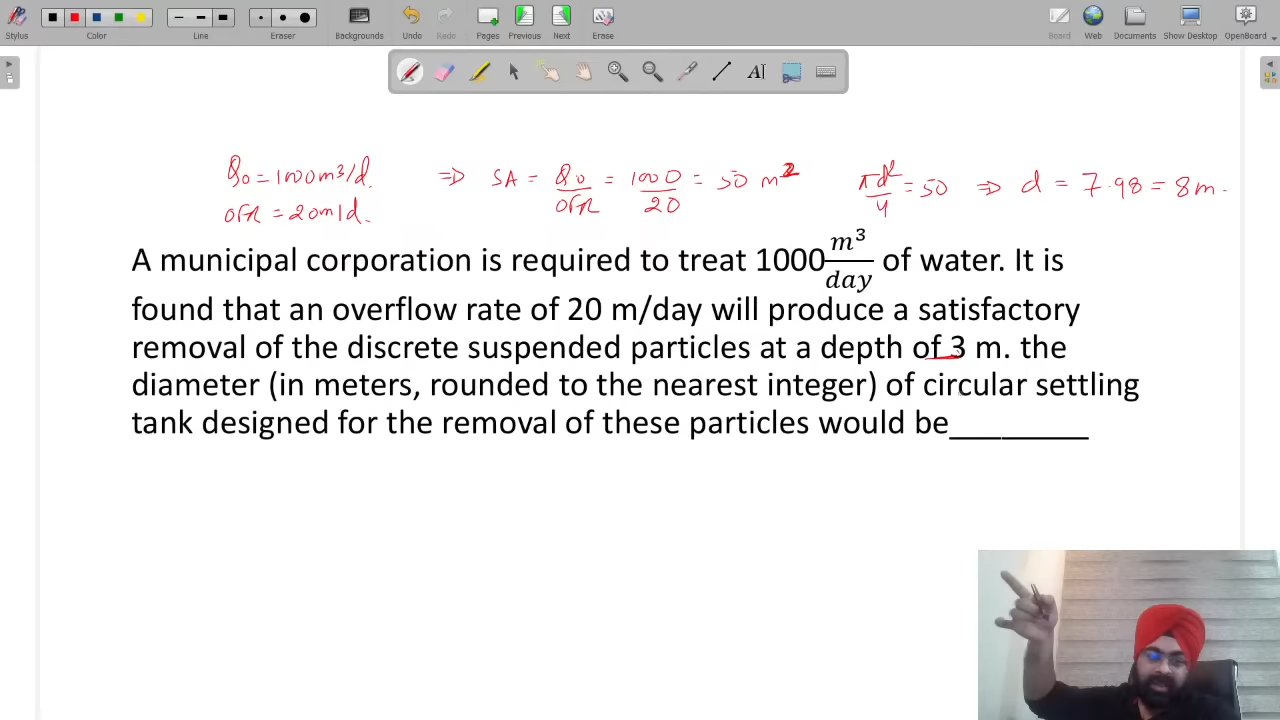 Stylus Color Line Eraser Backgrounds Undo Redo Pages Previous Next Erase Board Web Documents Show Desktop OpenBoard
Q0 = 1000 m3/d. ⇒ SA = Q0/OFR = 1000/20 = 50 m2 πd²/4 = 50 ⇒ d = 7.98 = 8m.
OFR = 20m/d.
A municipal corporation is required to treat 1000 m³/day of water. It is
found that an overflow rate of 20 m/day will produce a satisfactory
removal of the discrete suspended particles at a depth of 3 m. the
diameter (in meters, rounded to the nearest integer) of circular settling
tank designed for the removal of these particles would be________